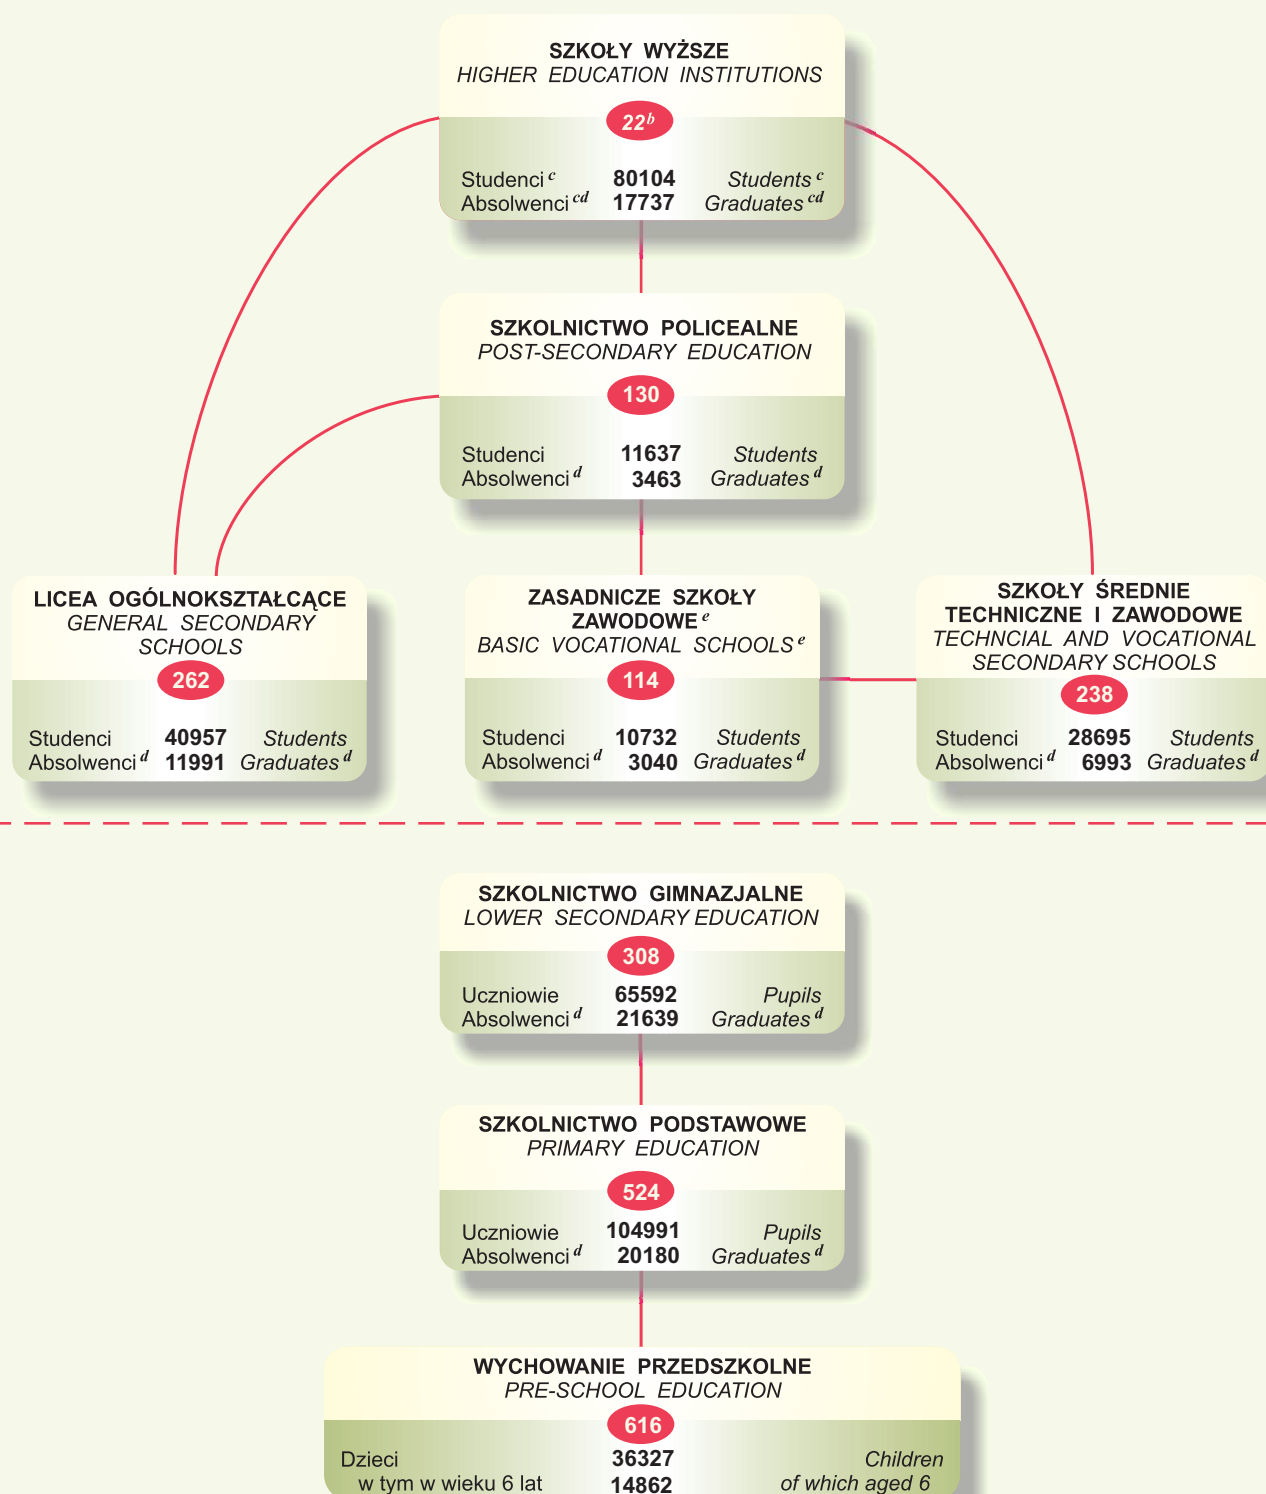 SZKOŁY WYŻSZE
HIGHER EDUCATION INSTITUTIONS
22 b
Studenci c 80104 Students c
Absolwenci cd 17737 Graduates cd
SZKOLNICTWO POLICEALNE
POST-SECONDARY EDUCATION
130
Studenci 11637 Students
Absolwenci d 3463 Graduates d
LICEA OGÓLNOKSZTAŁCĄCE
GENERAL SECONDARY
SCHOOLS
262
Studenci 40957 Students
Absolwenci d 11991 Graduates d
ZASADNICZE SZKOŁY
ZAWODOWE e
BASIC VOCATIONAL SCHOOLS e
114
Studenci 10732 Students
Absolwenci d 3040 Graduates d
SZKOŁY ŚREDNIE
TECHNICZNE I ZAWODOWE
TECHNCIAL AND VOCATIONAL
SECONDARY SCHOOLS
238
Studenci 28695 Students
Absolwenci d 6993 Graduates d
SZKOLNICTWO GIMNAZJALNE
LOWER SECONDARY EDUCATION
308
Uczniowie 65592 Pupils
Absolwenci d 21639 Graduates d
SZKOLNICTWO PODSTAWOWE
PRIMARY EDUCATION
524
Uczniowie 104991 Pupils
Absolwenci d 20180 Graduates d
WYCHOWANIE PRZEDSZKOLNE
PRE-SCHOOL EDUCATION
616
Dzieci 36327 Children
w tym w wieku 6 lat 14862 of which aged 6